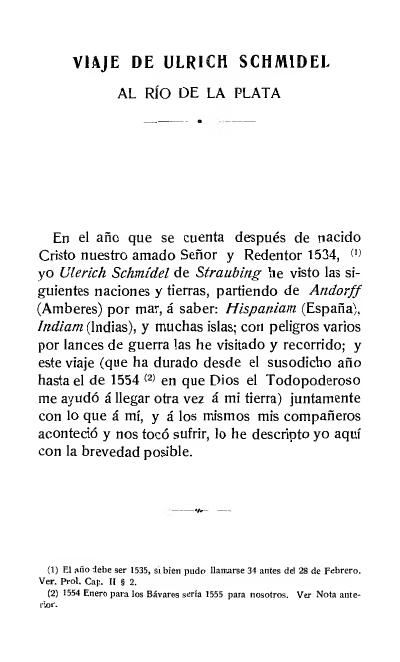 VIAJE DE ULRICH SCHMIDEL
AL RÍO DE LA PLATA
En el año que se cuenta después de nacido
Cristo nuestro amado Señor y Redentor 1534, (1)
yo Ulerich Schmídel de Straubing he visto las si-
guientes naciones y tierras, partiendo de Andorff
(Amberes) por mar, á saber: Hispaniam (España),
Indiam (Indias), y muchas islas; con peligros varios
por lances de guerra las he visitado y recorrido; y
este viaje (que ha durado desde el susodicho año
hasta el de 1554 (2) en que Dios el Todopoderoso
me ayudó á llegar otra vez á mi tierra) juntamente
con lo que á mí, y á los mismos mis compañeros
aconteció y nos tocó sufrir, lo he descripto yo aquí
con la brevedad posible.
(1) El año debe ser 1535, si bien pudo llamarse 34 antes del 28 de Febrero.
Ver. Prol. Cap. II § 2.
(2) 1554 Enero para los Bávares sería 1555 para nosotros. Ver Nota ante-
rior.